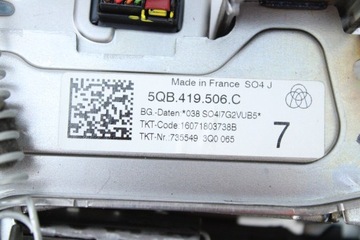 Made in France SO4 J
5QB.419.506.C
BG.-Daten:*038 SO4I7G2VUB5*
TKT-Code:16071603738B
TKT-Nr.:735549 3Q0 065
7